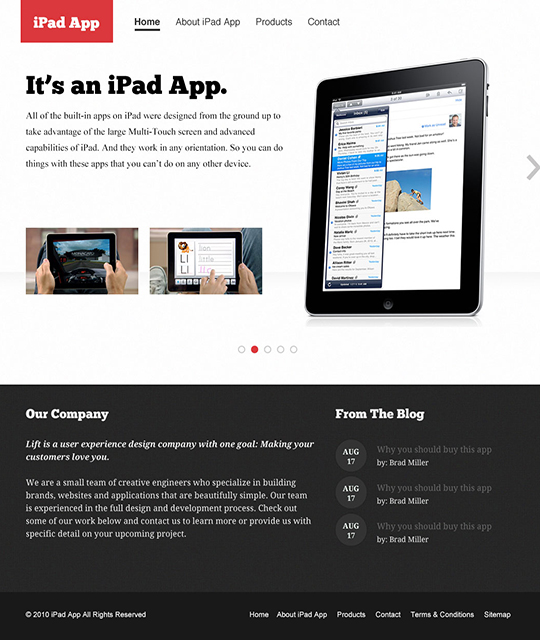 iPad App
Home About iPad App Products Contact
It's an iPad App.
All of the built-in apps on iPad were designed from the ground up to
take advantage of the large Multi-Touch screen and advanced
capabilities of iPad. And they work in any orientation. So you can do
things with these apps that you can't do on any other device.
lion
Our Company
Lift is a user experience design company with one goal: Making your
customers love you.
We are a small team of creative engineers who specialize in building
brands, websites and applications that are beautifully simple. Our team
is experienced in the full design and development process. Check out
some of our work below and contact us to learn more or provide us with
specific detail on your upcoming project.
From The Blog
AUG
17
Why you should buy this app
by: Brad Miller
AUG
17
Why you should buy this app
by: Brad Miller
AUG
17
Why you should buy this app
by: Brad Miller
© 2010 iPad App All Rights Reserved
Home About iPad App Products Contact Terms & Conditions Sitemap